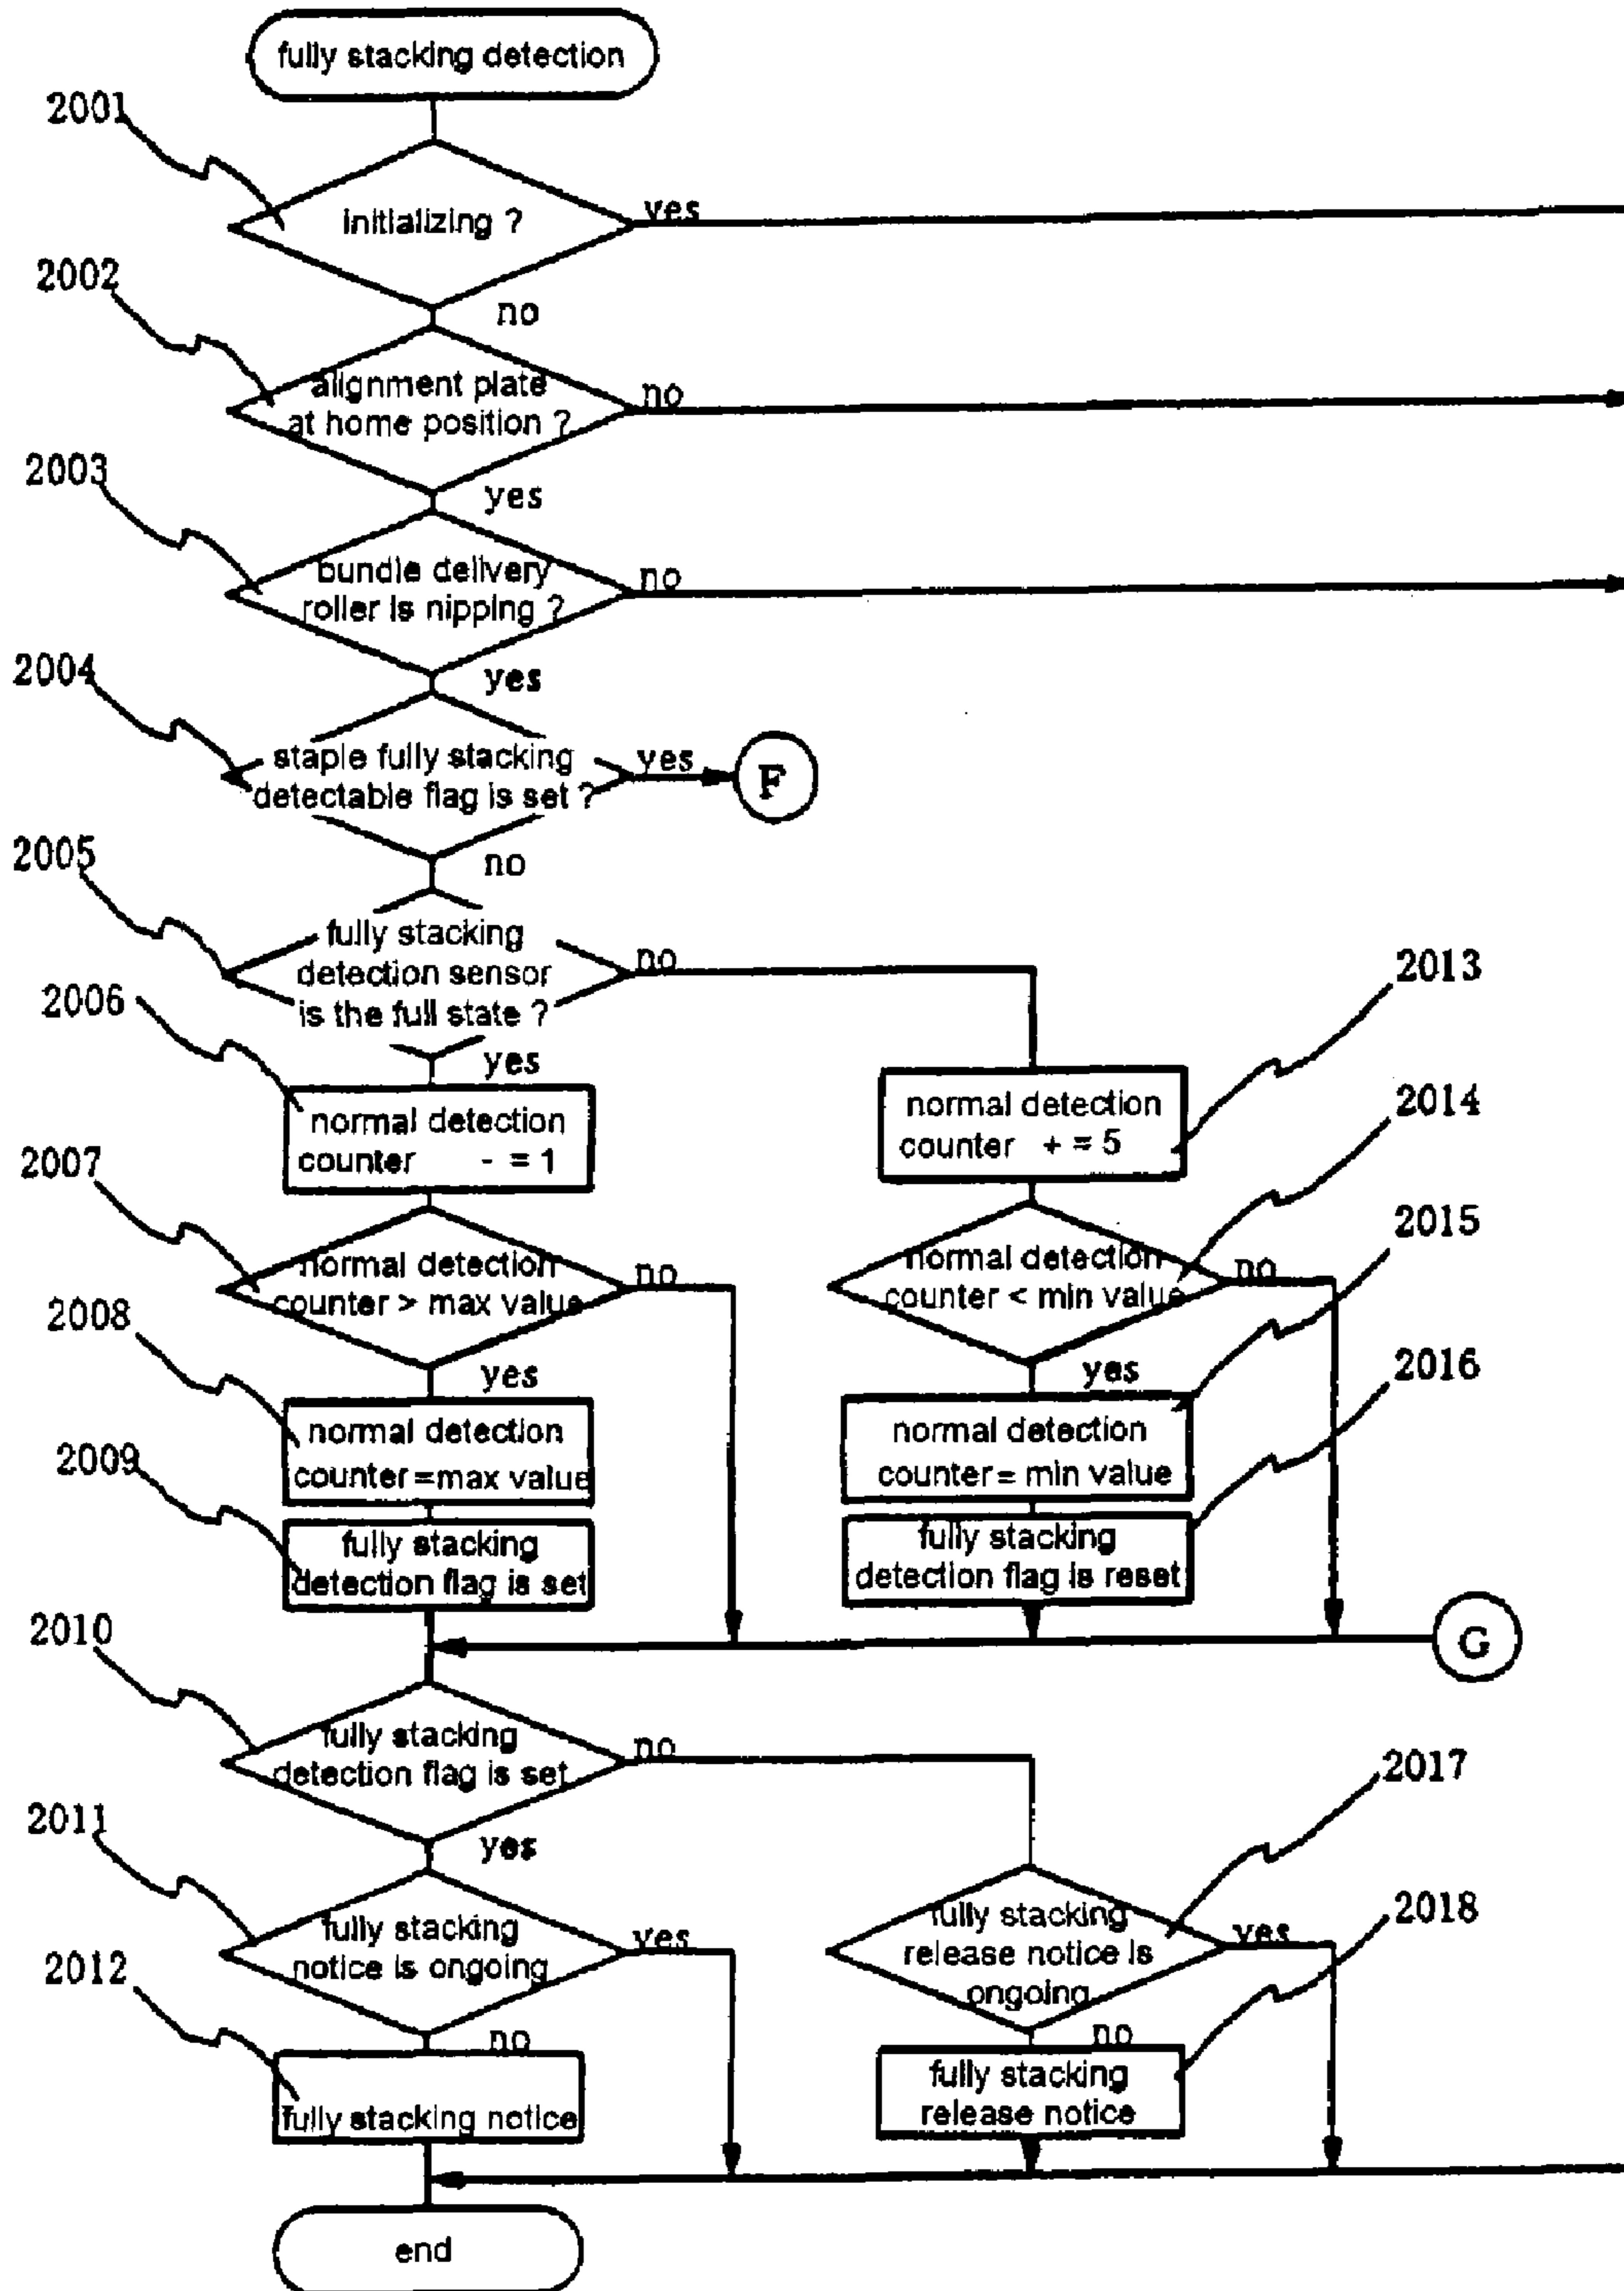 fully stacking detection
2001
initializing ?
yes
no
2002
alignment plate
at home position ?
no
yes
2003
bundle delivery
roller is nipping ?
no
yes
2004
staple fully stacking
detectable flag is set ?
yes
F
no
2005
fully stacking
detection sensor
is the full state ?
no
yes
2006
normal detection
counter - = 1
2013
normal detection
counter + = 5
2007
normal detection
counter > max value
no
yes
2014
normal detection
counter < min value
no
yes
2008
normal detection
counter =max value
2015
normal detection
counter = min value
2009
fully stacking
detection flag is set
2016
fully stacking
detection flag is reset
G
2010
fully stacking
detection flag is set
no
yes
2011
fully stacking
notice is ongoing
yes
no
2017
fully stacking
release notice is
ongoing
yes
no
2012
fully stacking notice
2018
fully stacking
release notice
end